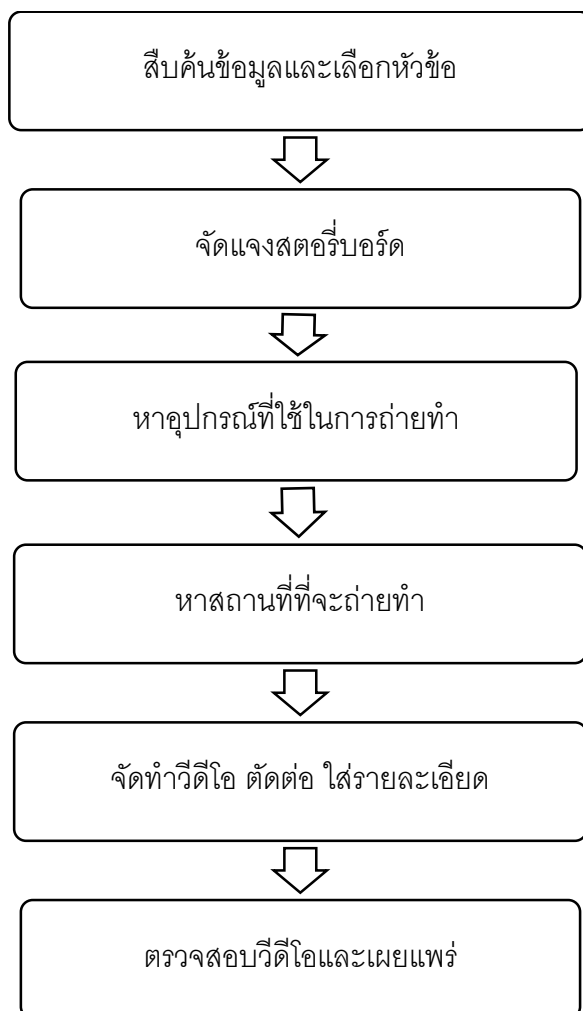 สืบค้นข้อมูลและเลือกหัวข้อ
จัดแจงสตอรี่บอร์ด
หาอุปกรณ์ที่ใช้ในการถ่ายทำ
หาสถานที่ที่จะถ่ายทำ
จัดทำวีดีโอ ตัดต่อ ใส่รายละเอียด
ตรวจสอบวีดีโอและเผยแพร่